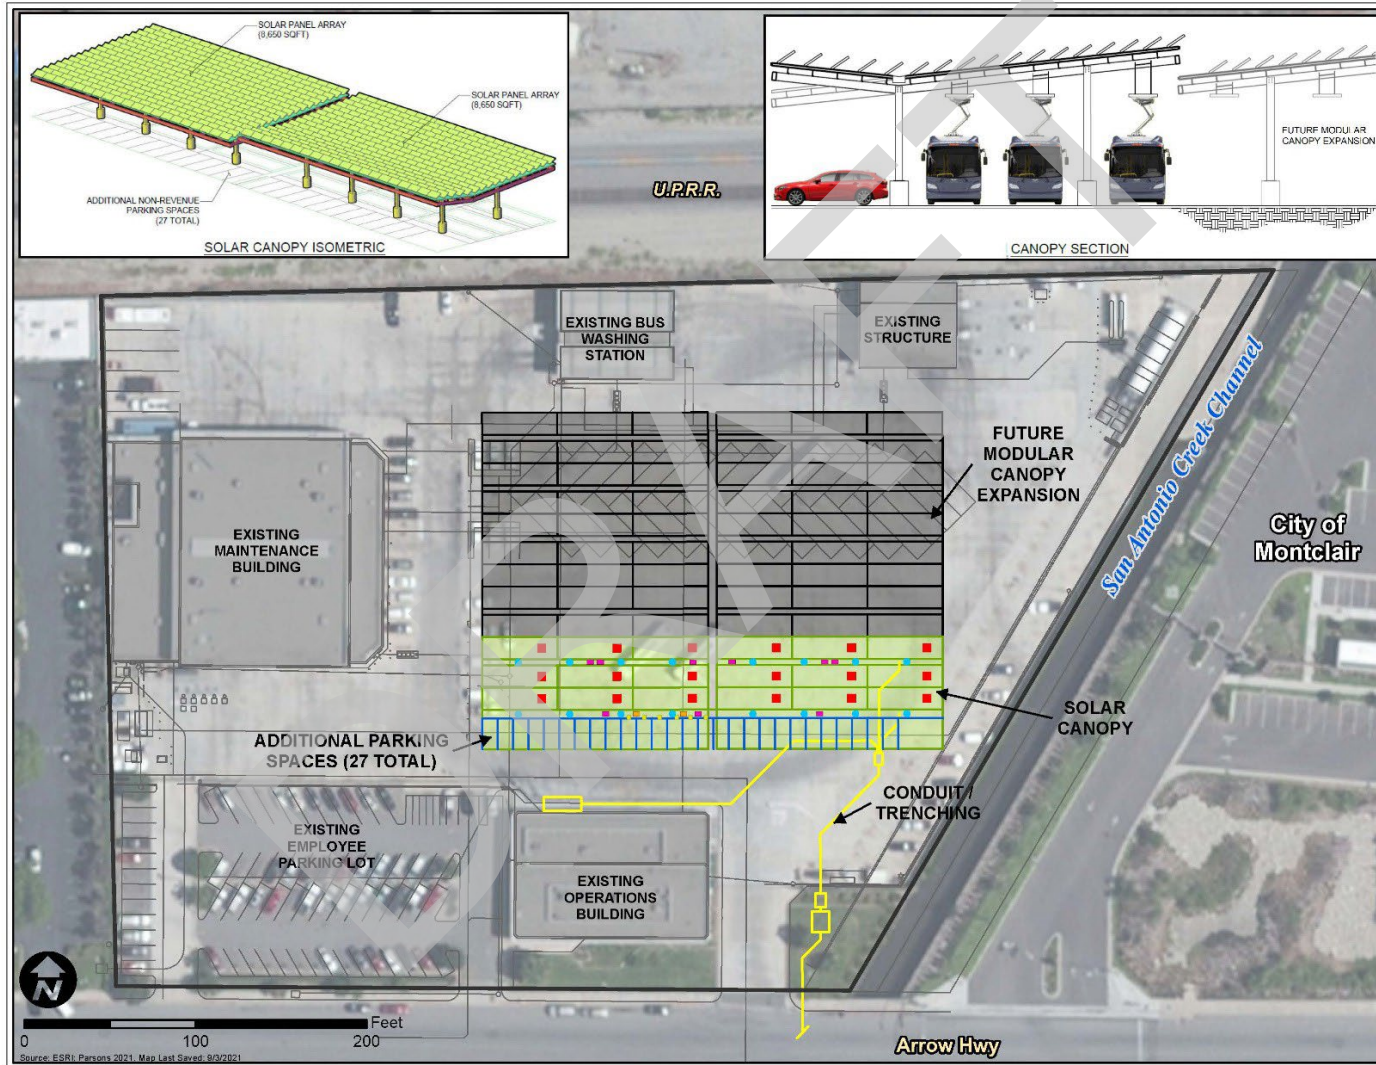 SOLAR PANEL ARRAY
(8,650 SQFT)
SOLAR PANEL ARRAY
(8,650 SQFT)
ADDITIONAL NON-REVENUE
PARKING SPACES
(27 TOTAL)
SOLAR CANOPY ISOMETRIC
U.P.R.R.
FUTURE MODULAR
CANOPY EXPANSION
CANOPY SECTION
EXISTING BUS
WASHING
STATION
EXISTING
STRUCTURE
FUTURE
MODULAR
CANOPY
EXPANSION
San Antonio Creek Channel
City of
Montclair
EXISTING
MAINTENANCE
BUILDING
SOLAR
CANOPY
ADDITIONAL PARKING
SPACES (27 TOTAL)
CONDUIT /
TRENCHING
EXISTING
EMPLOYEE
PARKING LOT
EXISTING
OPERATIONS
BUILDING
DRAFT
N
Feet
0 100 200
Arrow Hwy
Source: ESRI; Parsons 2021, Map Last Saved: 9/3/2021